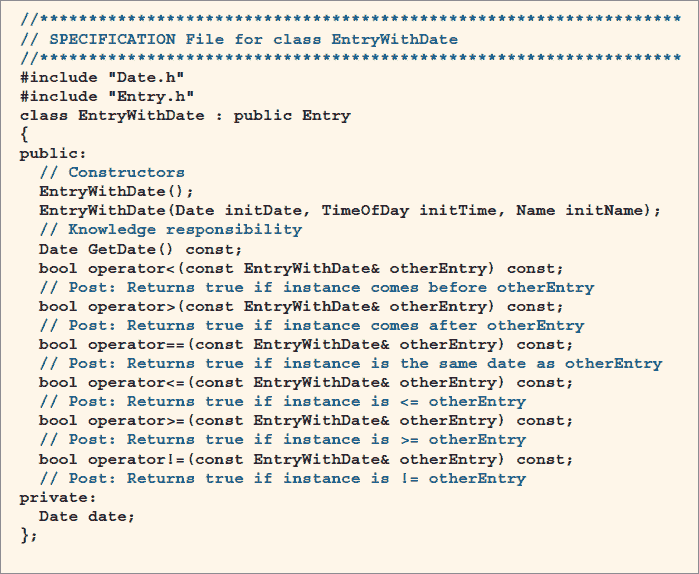 //******************************************************************
// SPECIFICATION File for class EntryWithDate
//******************************************************************
#include "Date.h"
#include "Entry.h"
class EntryWithDate : public Entry
{
public:
  // Constructors
  EntryWithDate();
  EntryWithDate(Date initDate, TimeOfDay initTime, Name initName);
  // Knowledge responsibility
  Date GetDate() const;
  bool operator<(const EntryWithDate& otherEntry) const;
  // Post: Returns true if instance comes before otherEntry
  bool operator>(const EntryWithDate& otherEntry) const;
  // Post: Returns true if instance comes after otherEntry
  bool operator==(const EntryWithDate& otherEntry) const;
  // Post: Returns true if instance is the same date as otherEntry
  bool operator<=(const EntryWithDate& otherEntry) const;
  // Post: Returns true if instance is <= otherEntry
  bool operator>=(const EntryWithDate& otherEntry) const;
  // Post: Returns true if instance is >= otherEntry
  bool operator!=(const EntryWithDate& otherEntry) const;
  // Post: Returns true if instance is != otherEntry
private:
  Date date;
};